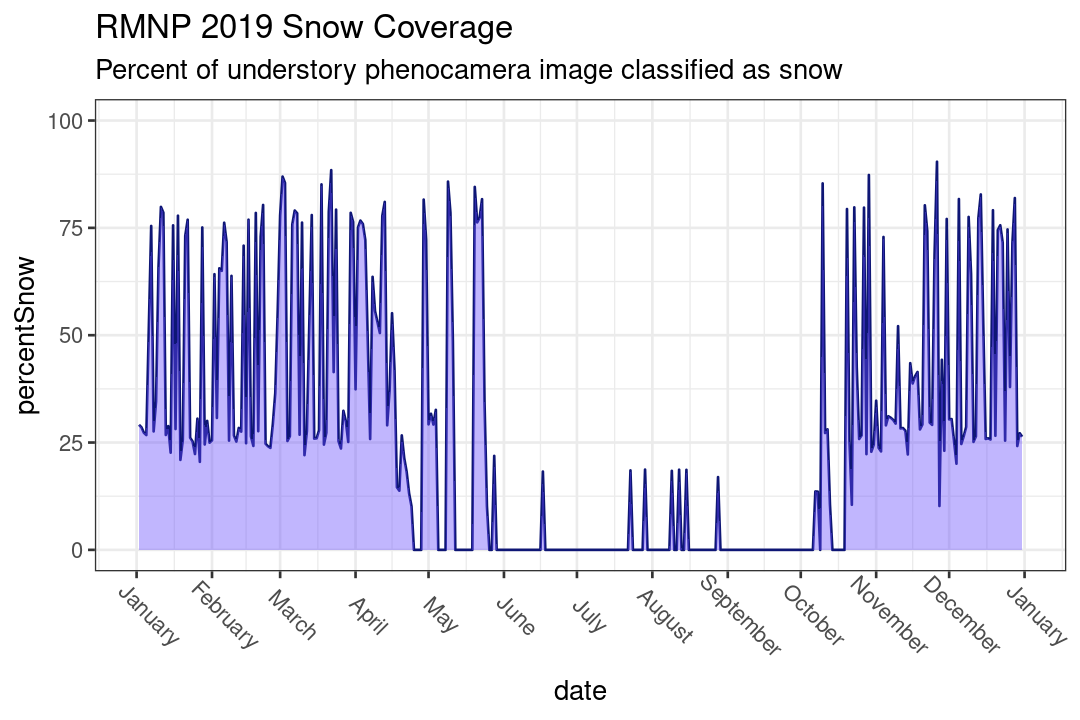 RMNP 2019 Snow Coverage
Percent of understory phenocamera image classified as snow
percentSnow
100
75
50
25
0
January
February
March
April
May
June
July
August
September
October
November
December
January
date